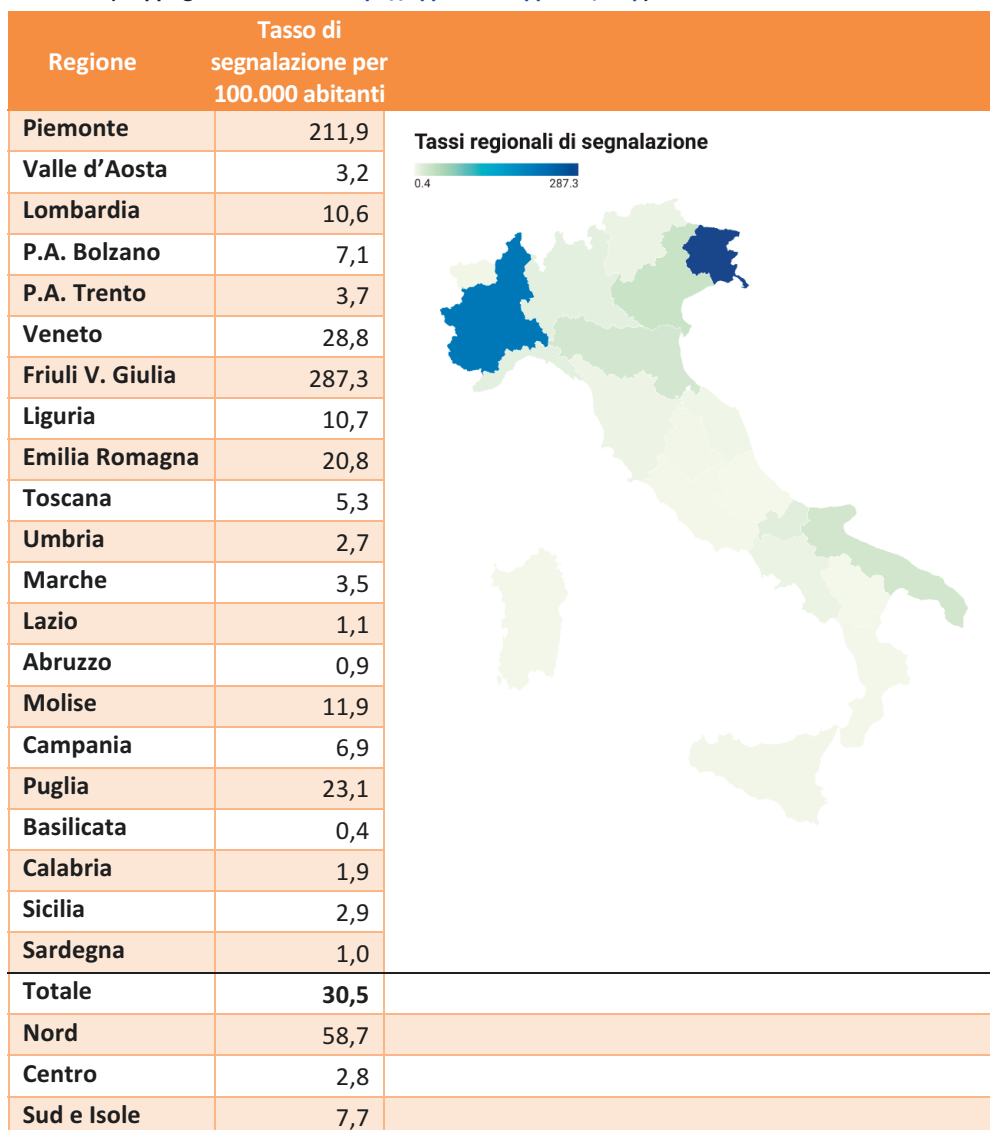 Regione
Tasso di
segnalazione per
100.000 abitanti
Piemonte 211,9
Valle d’Aosta 3,2
Lombardia 10,6
P.A. Bolzano 7,1
P.A. Trento 3,7
Veneto 28,8
Friuli V. Giulia 287,3
Liguria 10,7
Emilia Romagna 20,8
Toscana 5,3
Umbria 2,7
Marche 3,5
Lazio 1,1
Abruzzo 0,9
Molise 11,9
Campania 6,9
Puglia 23,1
Basilicata 0,4
Calabria 1,9
Sicilia 2,9
Sardegna 1,0
Totale 30,5
Nord 58,7
Centro 2,8
Sud e Isole 7,7
Tassi regionali di segnalazione
0.4 287.3